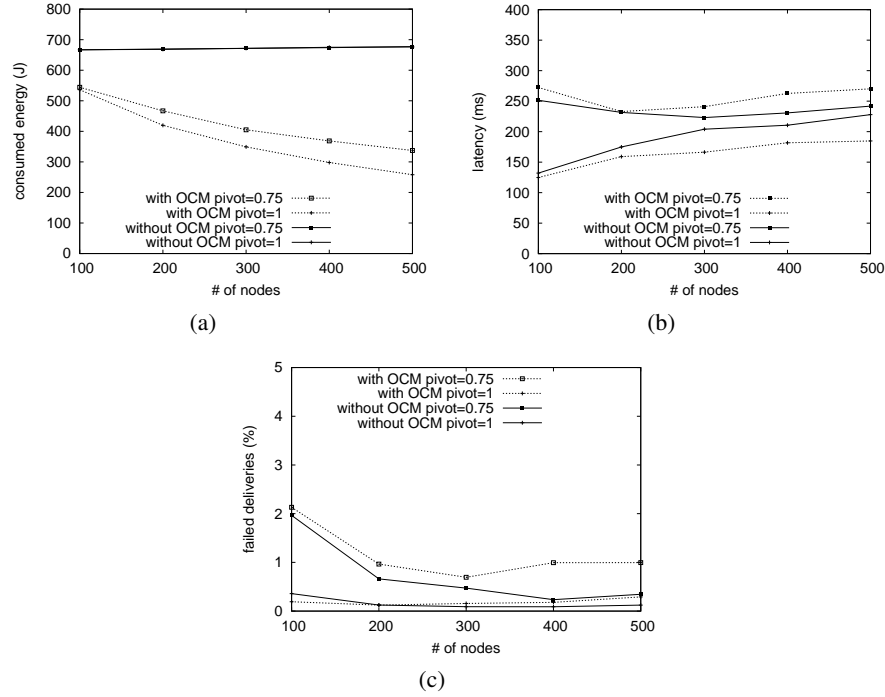 800
700
600
500
400
300
200
100
0
consumed energy (J)
with OCM pivot=0.75
with OCM pivot=1
without OCM pivot=0.75
without OCM pivot=1
100 200 300 400 500
# of nodes
(a)
400
350
300
250
200
150
100
50
0
latency (ms)
with OCM pivot=0.75
with OCM pivot=1
without OCM pivot=0.75
without OCM pivot=1
100 200 300 400 500
# of nodes
(b)
5
4
3
2
1
0
failed deliveries (%)
with OCM pivot=0.75
with OCM pivot=1
without OCM pivot=0.75
without OCM pivot=1
100 200 300 400 500
# of nodes
(c)